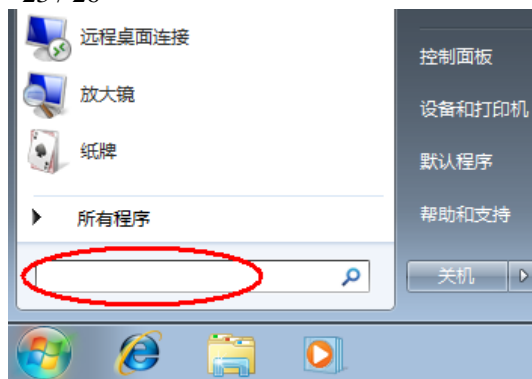 远程桌面连接
放大镜
纸牌
所有程序
控制面板
设备和打印机
默认程序
帮助和支持
关机